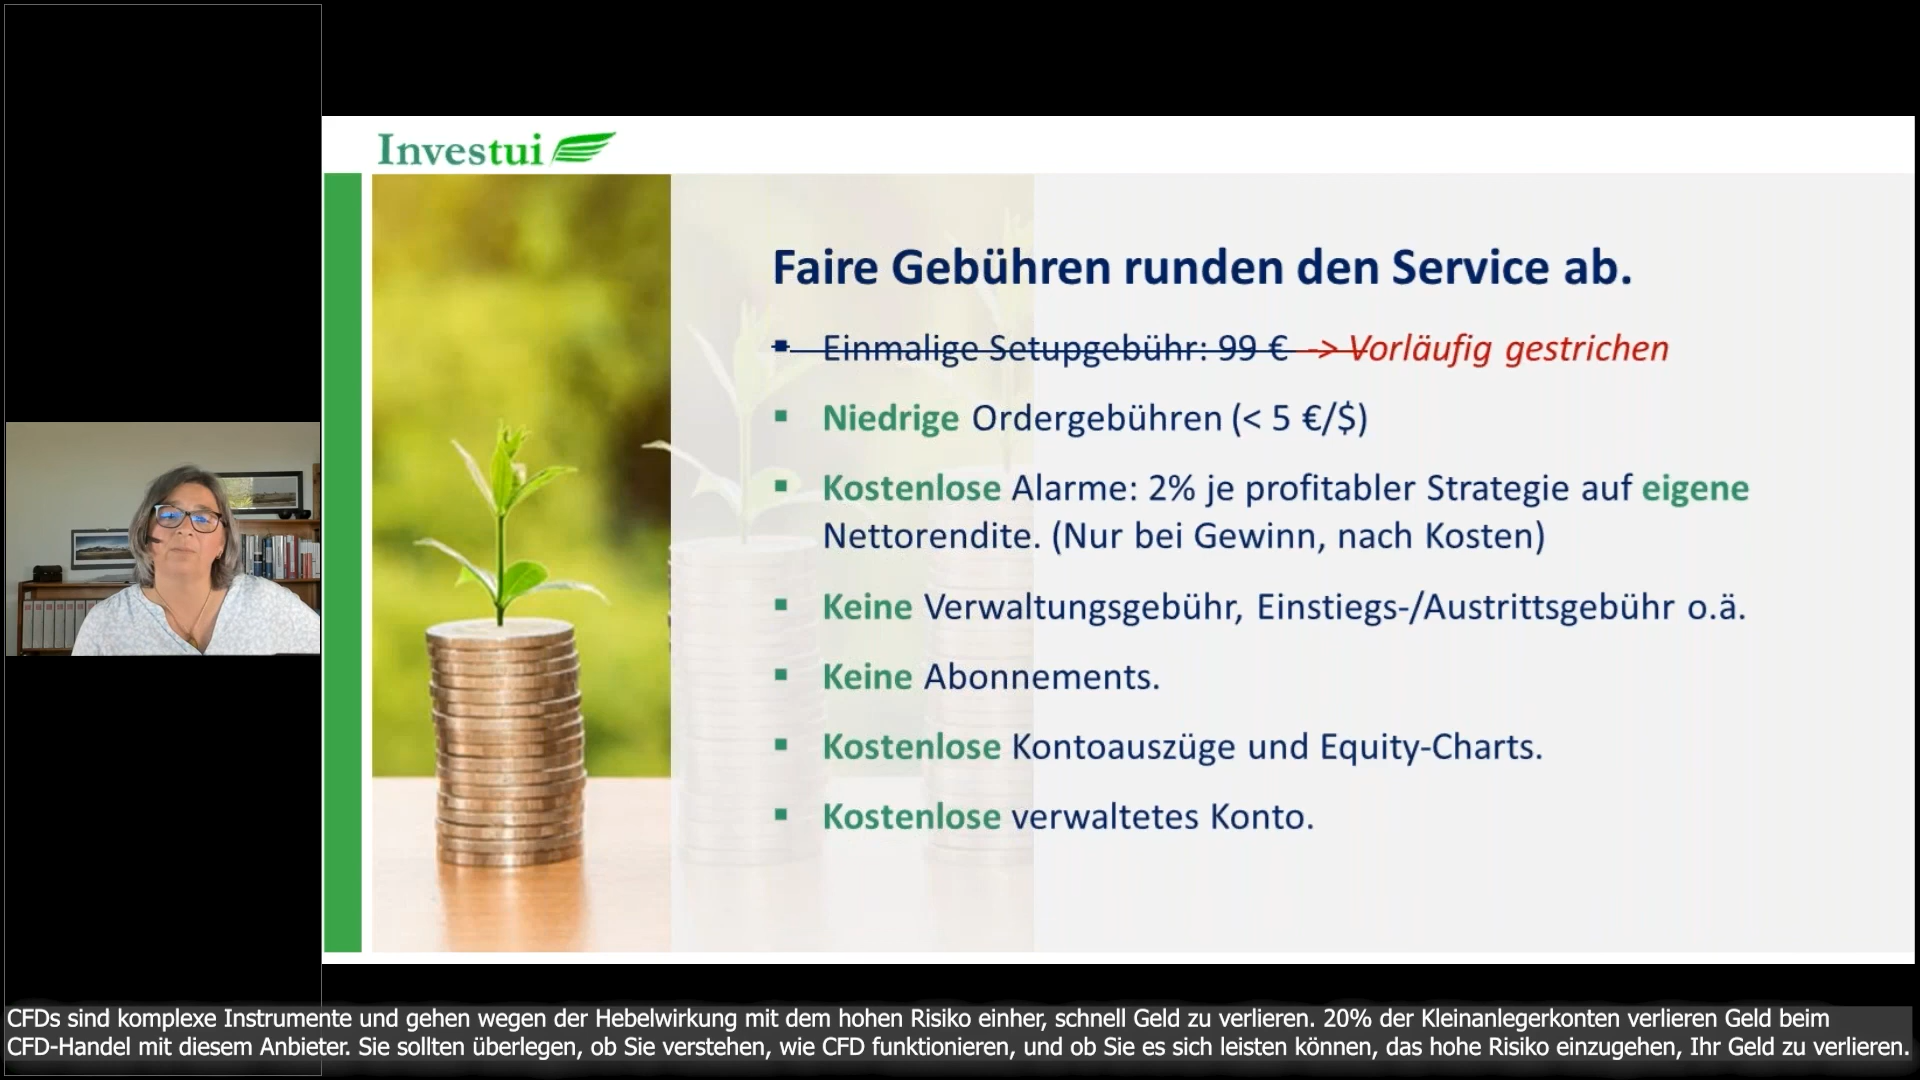 Investui
Faire Gebühren runden den Service ab.
▪ Einmalige Setupgebühr: 99 € -> Vorläufig gestrichen
▪ Niedrige Ordergebühren (< 5 €/$)
▪ Kostenlose Alarme: 2% je profitabler Strategie auf eigene
Nettorendite. (Nur bei Gewinn, nach Kosten)
▪ Keine Verwaltungsgebühr, Einstiegs-/Austrittsgebühr o.ä.
▪ Keine Abonnements.
▪ Kostenlose Kontoauszüge und Equity-Charts.
▪ Kostenlose verwaltetes Konto.
CFDs sind komplexe Instrumente und gehen wegen der Hebelwirkung mit dem hohen Risiko einher, schnell Geld zu verlieren. 20% der Kleinanlegerkonten verlieren Geld beim
CFD-Handel mit diesem Anbieter. Sie sollten überlegen, ob Sie verstehen, wie CFD funktionieren, und ob Sie es sich leisten können, das hohe Risiko einzugehen, Ihr Geld zu verlieren.